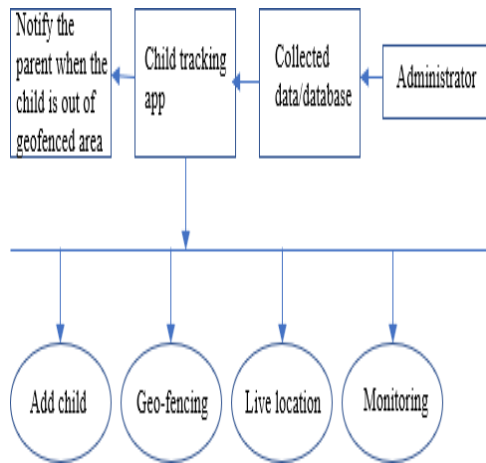 Notify the
parent when the
child is out of
geofenced area
Child tracking
app
Collected
data/database
Administrator
Add child
Geo-fencing
Live location
Monitoring